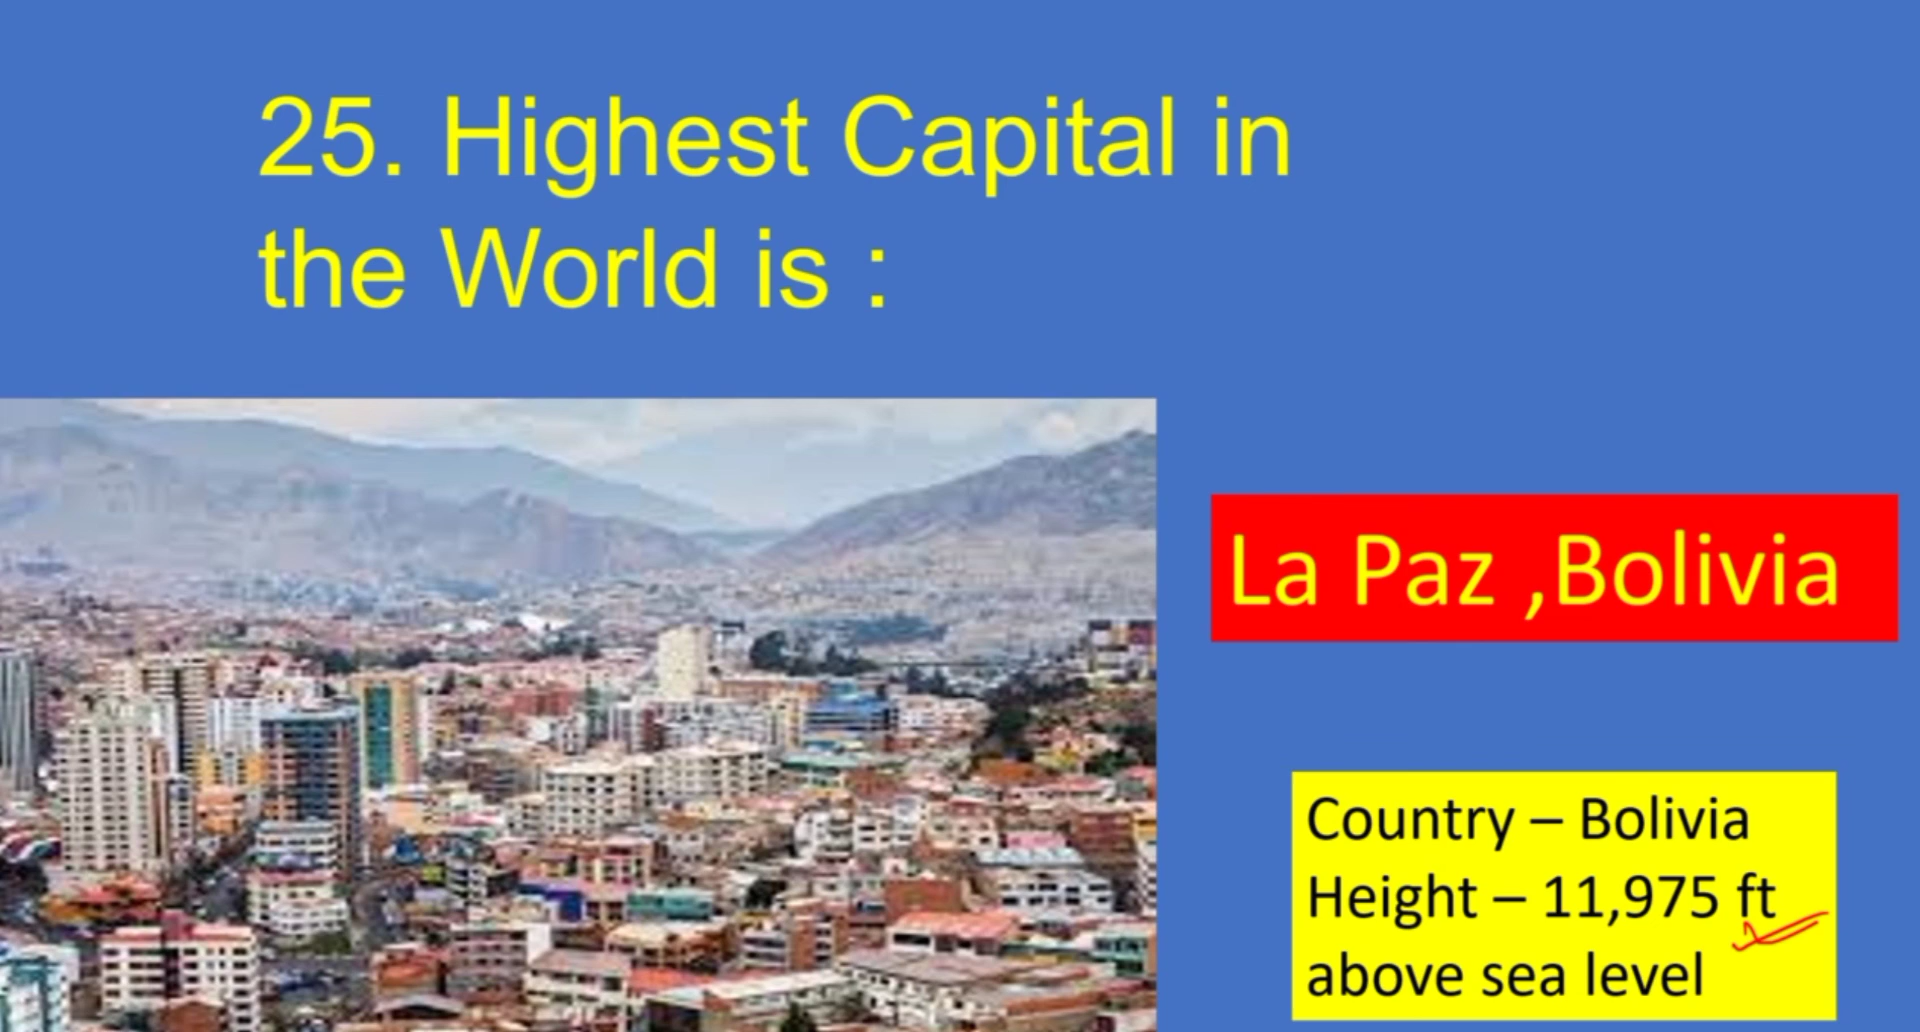 25. Highest Capital in
the World is :
La Paz ,Bolivia
Country – Bolivia
Height – 11,975 ft
above sea level